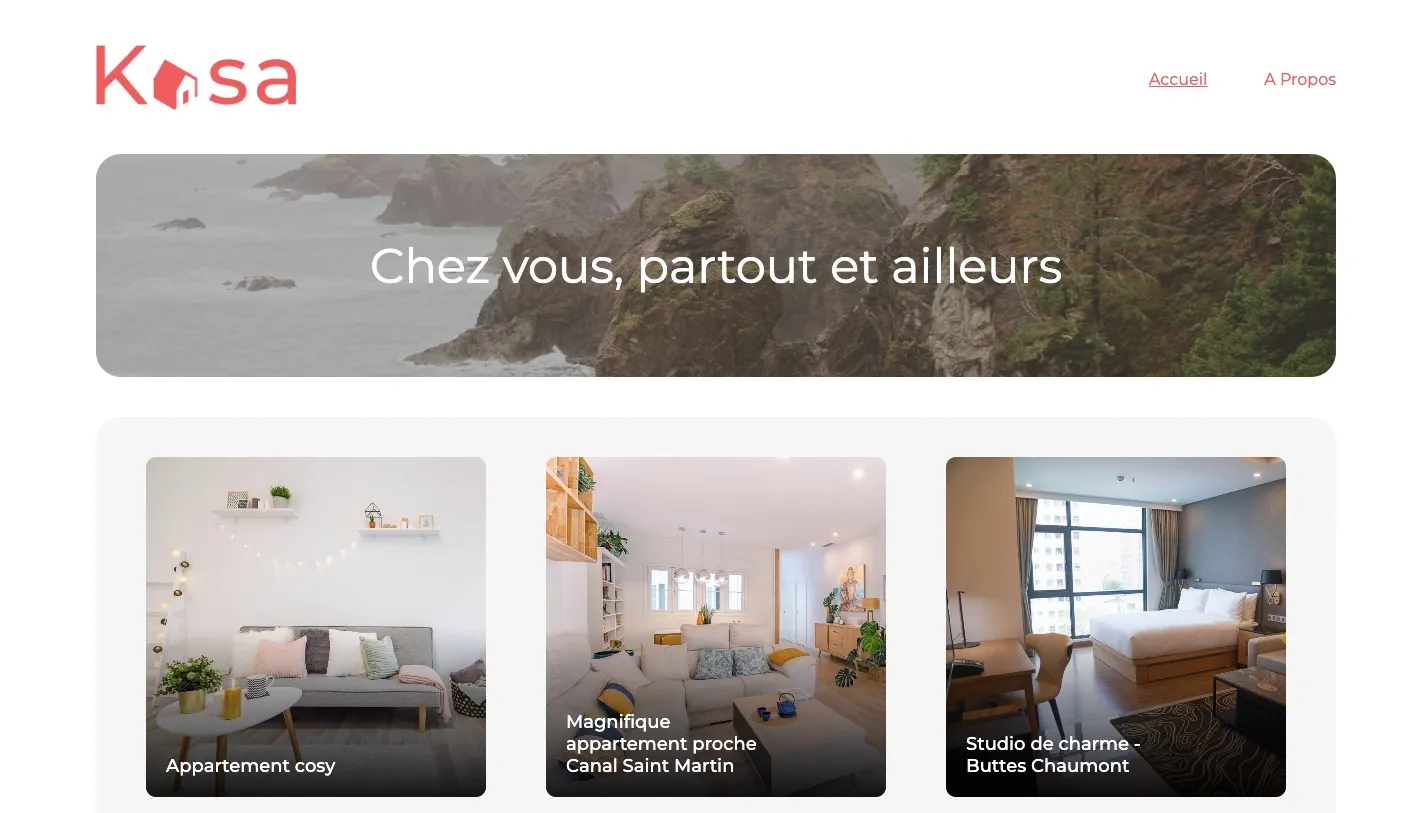 Kasa
Accueil
A Propos
Chez vous, partout et ailleurs
Appartement cosy
Magnifique
appartement proche
Canal Saint Martin
Studio de charme -
Buttes Chaumont